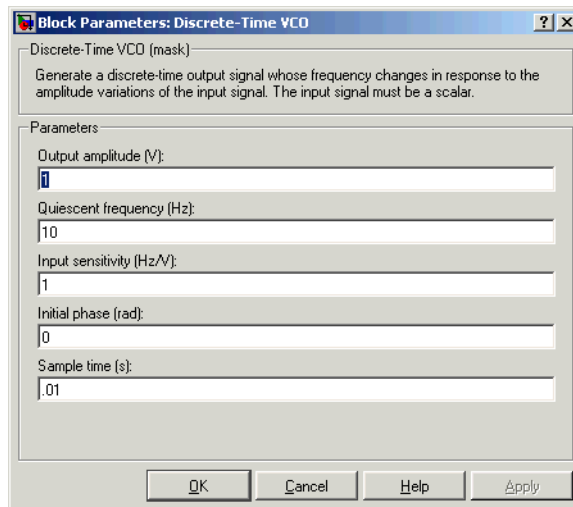 Block Parameters: Discrete-Time VCO
Discrete-Time VCO (mask)
Generate a discrete-time output signal whose frequency changes in response to the
amplitude variations of the input signal. The input signal must be a scalar.
Parameters
Output amplitude (V):
1
Quiescent frequency (Hz):
10
Input sensitivity (Hz/V):
1
Initial phase (rad):
0
Sample time (s):
.01
OK Cancel Help Apply